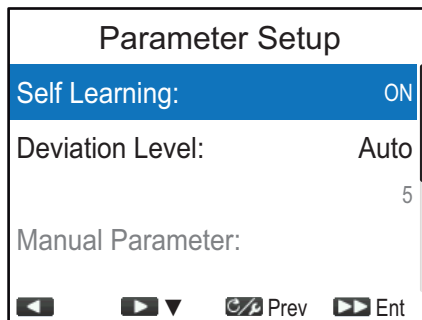 Parameter Setup
Self Learning: ON
Deviation Level: Auto
5
Manual Parameter:
Prev Ent